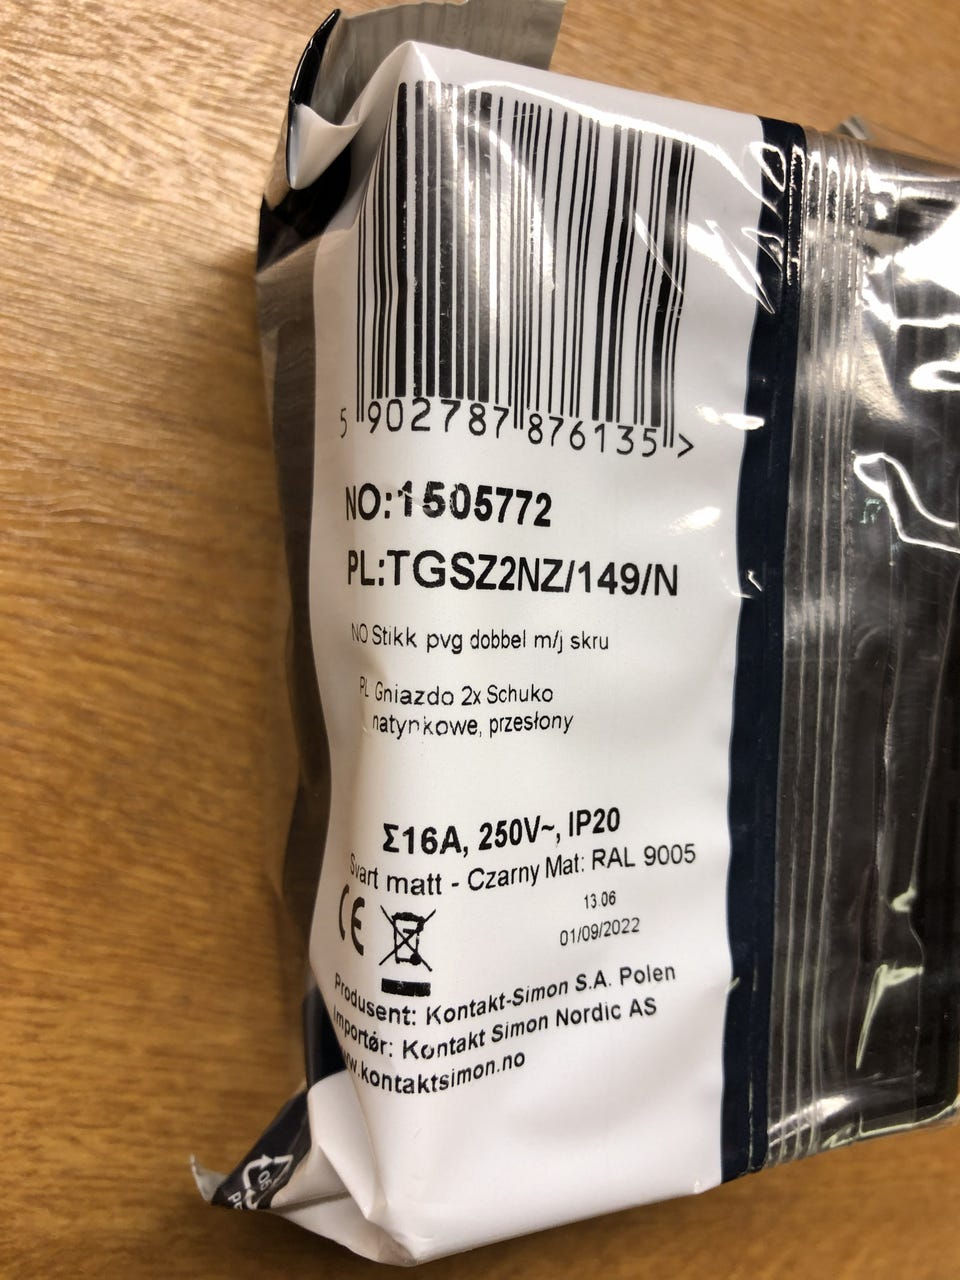 5 902787 876135 >
NO:1505772
PL:TGSZ2NZ/149/N
NO Stikk pvg dobbel m/j skru
PL Gniazdo 2x Schuko
natynkowe, przesłony
Σ16A, 250V~, IP20
Svart matt - Czarny Mat: RAL 9005
CE
13.06
01/09/2022
Produsent: Kontakt-Simon S.A. Polen
Importør: Kontakt Simon Nordic AS
www.kontaktsimon.no